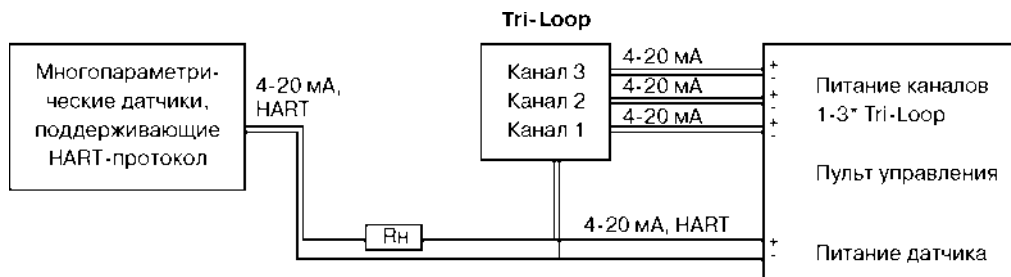 Tri-Loop
Многопараметри-
ческие датчики,
поддерживающие
HART-протокол
4-20 мА,
HART
Канал 3
Канал 2
Канал 1
4-20 мА
4-20 мА
4-20 мА
+
-
+
-
+
-
Питание каналов
1-3* Tri-Loop
Пульт управления
Rн
4-20 мА, HART
+
-
Питание датчика